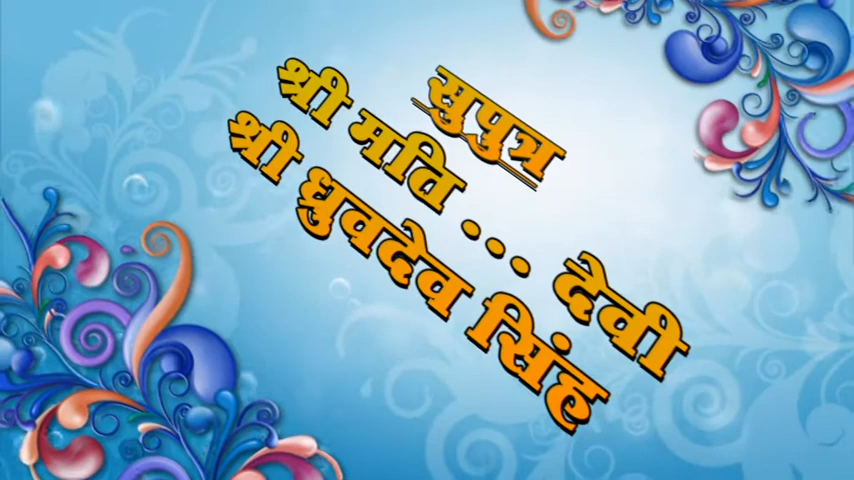 सुपुत्र
श्री मति ... देवी
श्री ध्रुवदेव सिंह